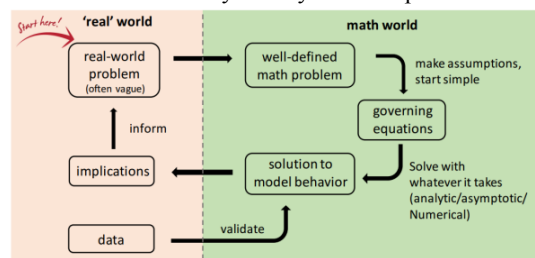 Start here!
'real' world
math world
real-world
problem
(often vague)
well-defined
math problem
make assumptions,
start simple
governing
equations
inform
implications
solution to
model behavior
Solve with
whatever it takes
(analytic/asymptotic/
Numerical)
validate
data